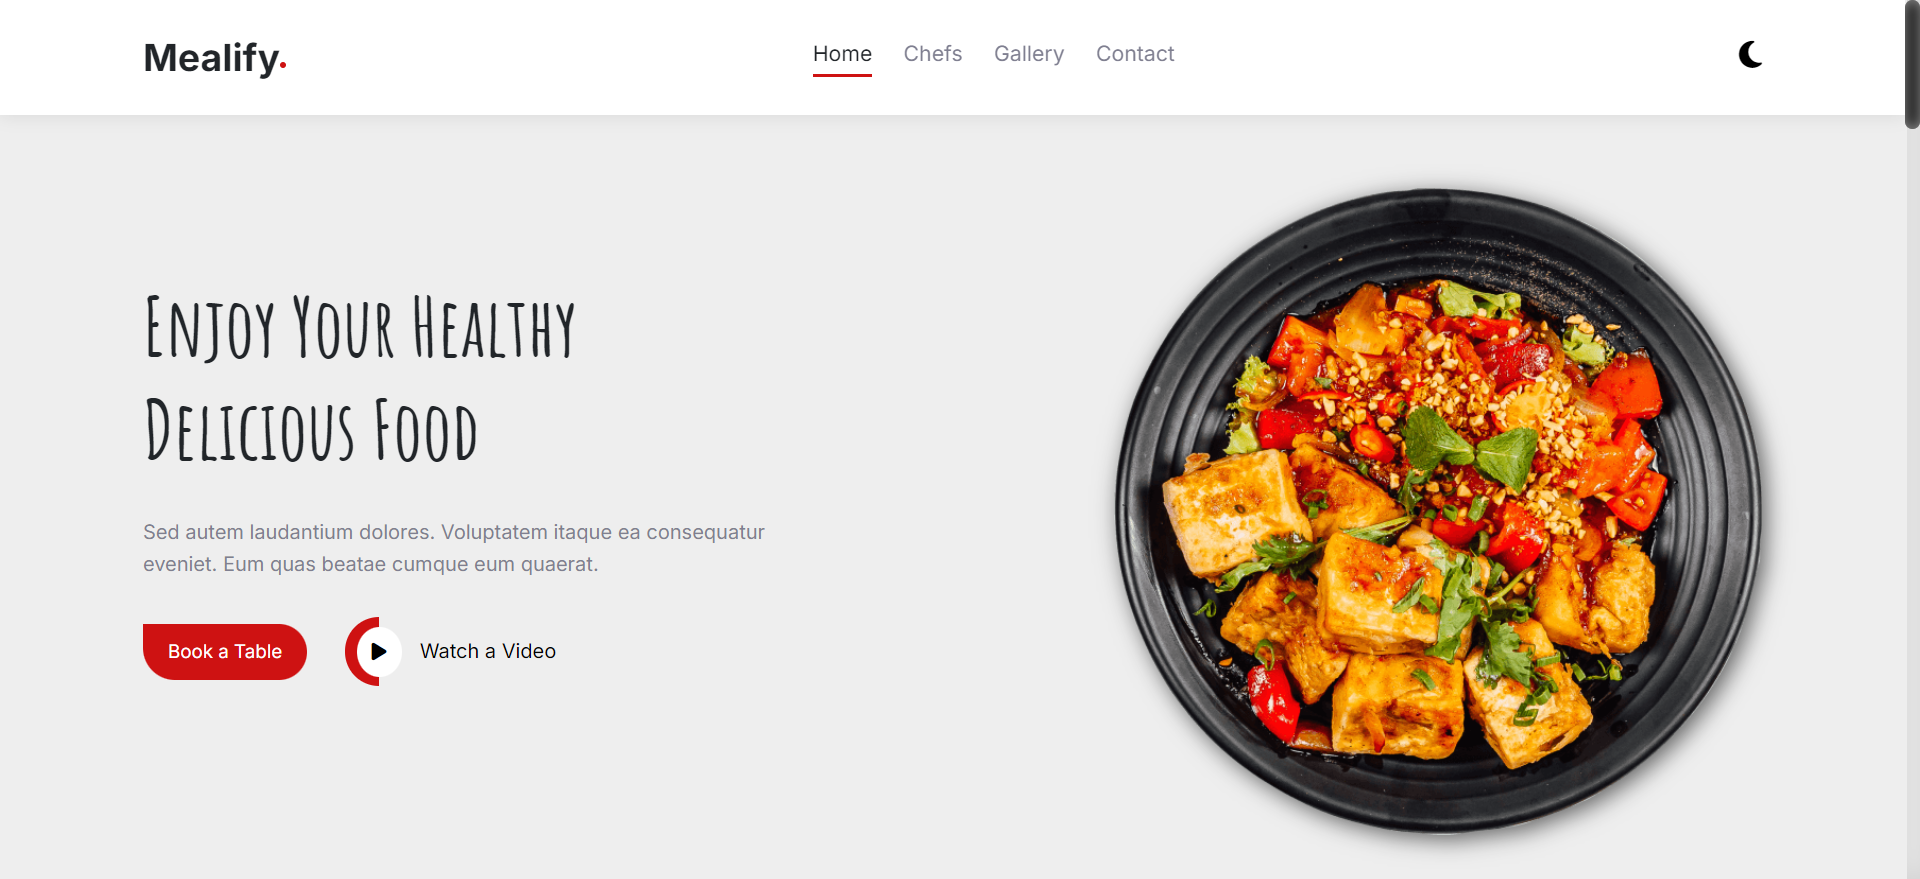 Mealify.
Home Chefs Gallery Contact
Enjoy Your Healthy
Delicious Food
Sed autem laudantium dolores. Voluptatem itaque ea consequatur
eveniet. Eum quas beatae cumque eum quaerat.
Book a Table
Watch a Video